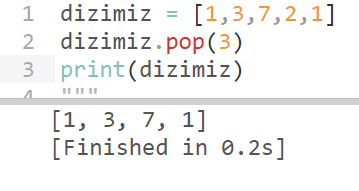 1 dizimiz = [1,3,7,2,1]
2 dizimiz.pop(3)
3 print(dizimiz)
4 """
[1, 3, 7, 1]
[Finished in 0.2s]